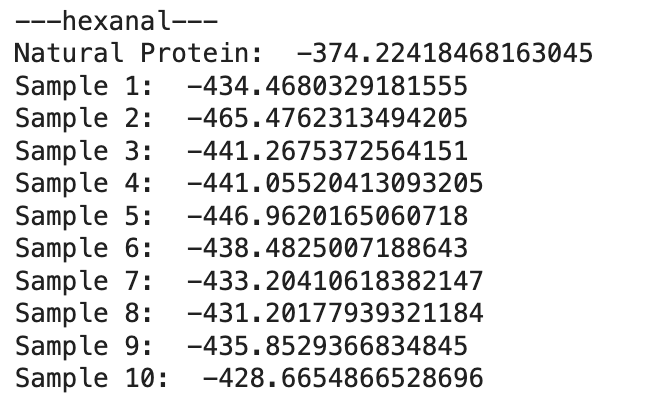 ---hexanal---
Natural Protein:  -374.22418468163045
Sample 1:  -434.4680329181555
Sample 2:  -465.4762313494205
Sample 3:  -441.2675372564151
Sample 4:  -441.05520413093205
Sample 5:  -446.9620165060718
Sample 6:  -438.4825007188643
Sample 7:  -433.20410618382147
Sample 8:  -431.20177939321184
Sample 9:  -435.8529366834845
Sample 10:  -428.6654866528696